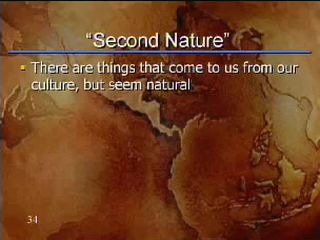 “Second Nature”
There are things that come to us from our
culture, but seem natural
34